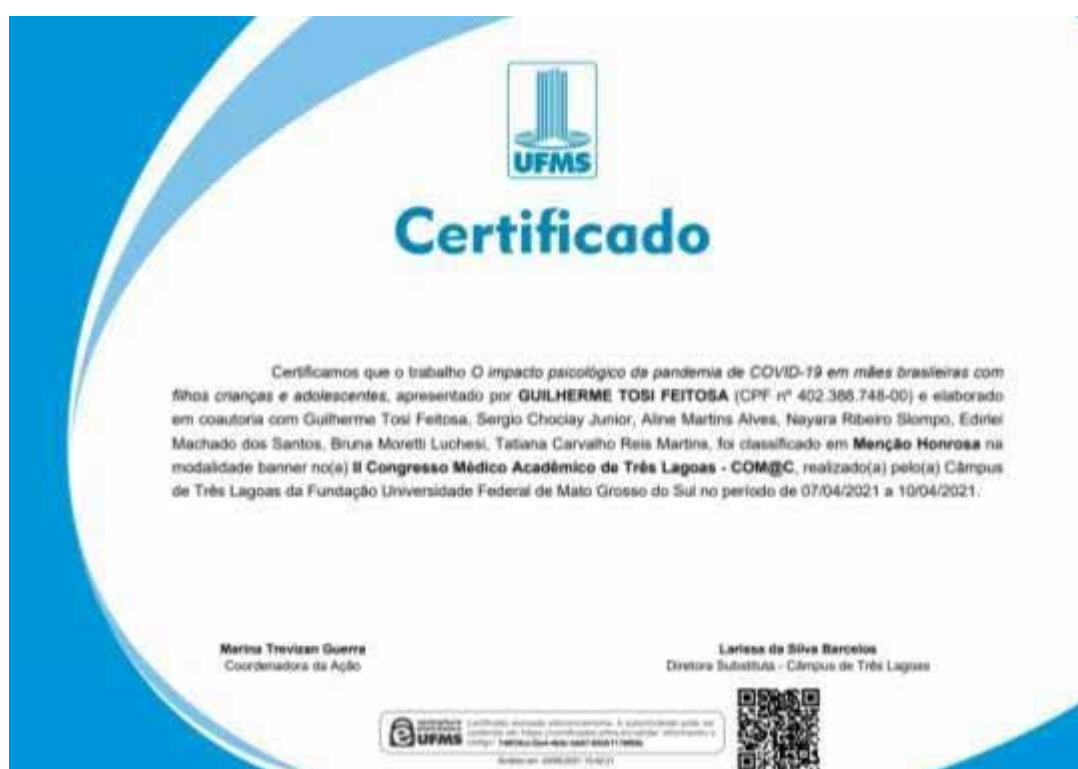 UFMS
Certificado
Certificamos que o trabalho O impacto psicológico da pandemia de COVID-19 em mães brasileiras com
filhos crianças e adolescentes, apresentado por GUILHERME TOSI FEITOSA (CPF nº 402.388.748-00) e elaborado
em coautoria com Guilherme Tosi Feitosa, Sergio Chociay Junior, Aline Martins Alves, Nayara Ribeiro Slompo, Edirlei
Machado dos Santos, Bruna Moretti Luchesi, Tatiana Carvalho Reis Martins, foi classificado em Menção Honrosa na
modalidade banner no(a) II Congresso Médico Acadêmico de Três Lagoas - COM@C, realizado(a) pelo(a) Câmpus
de Três Lagoas da Fundação Universidade Federal de Mato Grosso do Sul no período de 07/04/2021 a 10/04/2021.
Marina Trevizan Guerra
Coordenadora da Ação
Larissa da Silva Barcelos
Diretora Substituta - Câmpus de Três Lagoas
UFMS